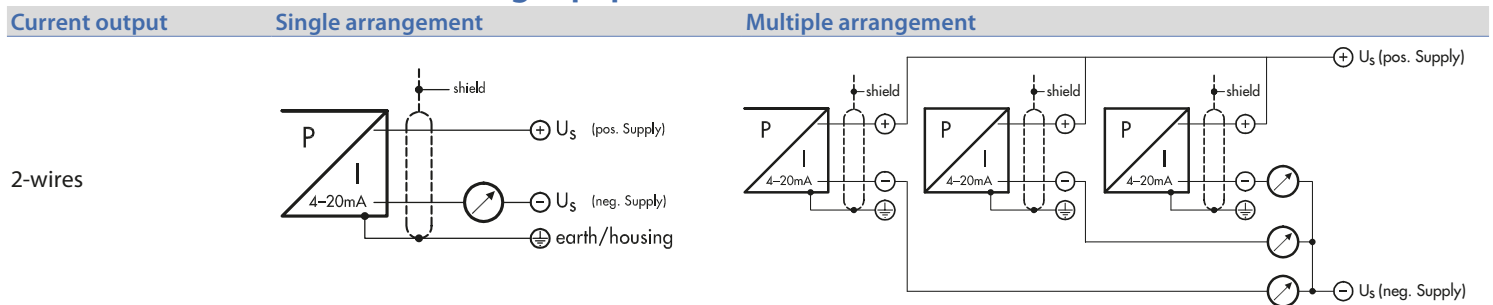 Current output Single arrangement Multiple arrangement
2-wires
shield
P
I
4–20mA
+ Us (pos. Supply)
− Us (neg. Supply)
earth/housing
+ Us (pos. Supply)
shield
shield
shield
P
+
P
+
P
+
I
4–20mA
−
I
4–20mA
−
I
4–20mA
−
− Us (neg. Supply)